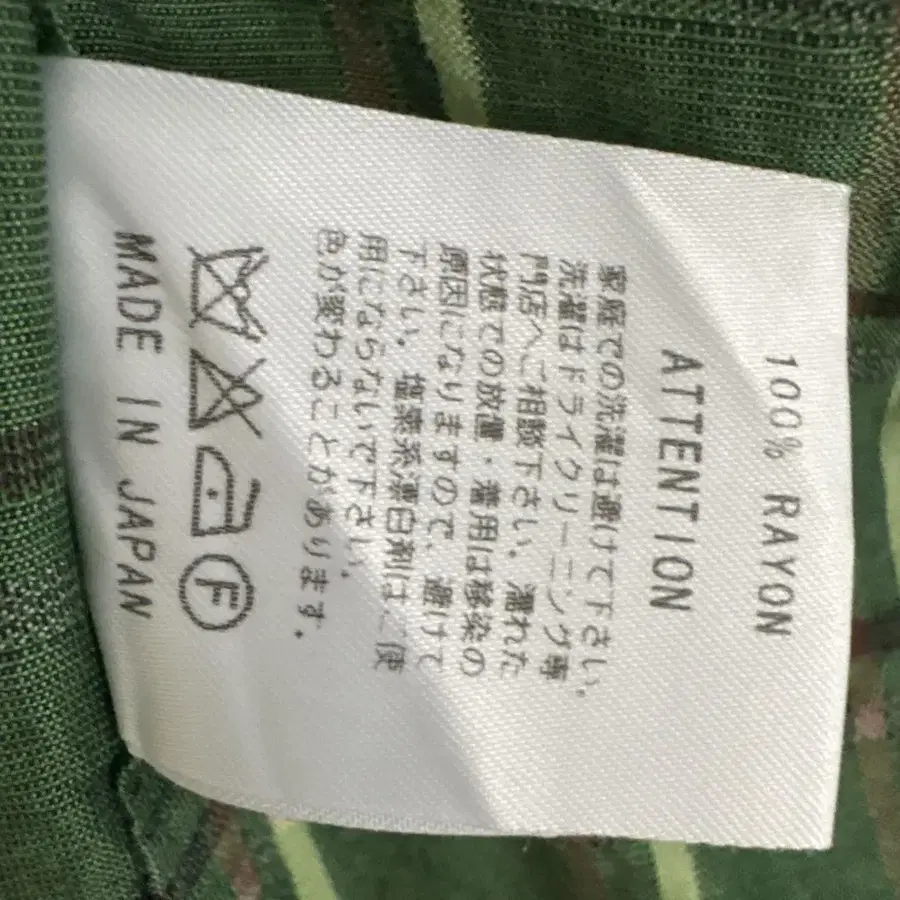 100% RAYON
ATTENTION
家庭での洗濯は避けて下さい。
洗濯はドライクリーニング等
専門店へご相談下さい。濡れた
状態での放置・着用は移染の
原因になりますので、避けて
下さい。塩素系漂白剤はご使
用にならないで下さい。
色が変わることがあります。
F
MADE IN JAPAN